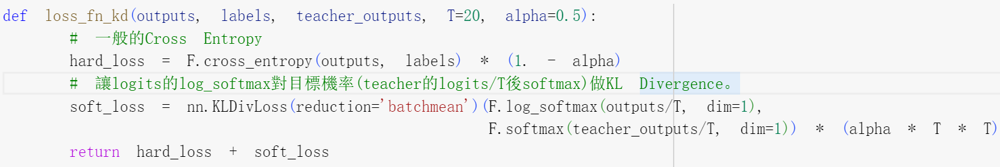 def loss_fn_kd(outputs, labels, teacher_outputs, T=20, alpha=0.5):
# 一般的Cross Entropy
hard_loss = F.cross_entropy(outputs, labels) * (1. - alpha)
# 讓logits的log_softmax對目標機率(teacher的logits/T後softmax)做KL Divergence。
soft_loss = nn.KLDivLoss(reduction='batchmean')(F.log_softmax(outputs/T, dim=1),
F.softmax(teacher_outputs/T, dim=1)) * (alpha * T * T)
return hard_loss + soft_loss